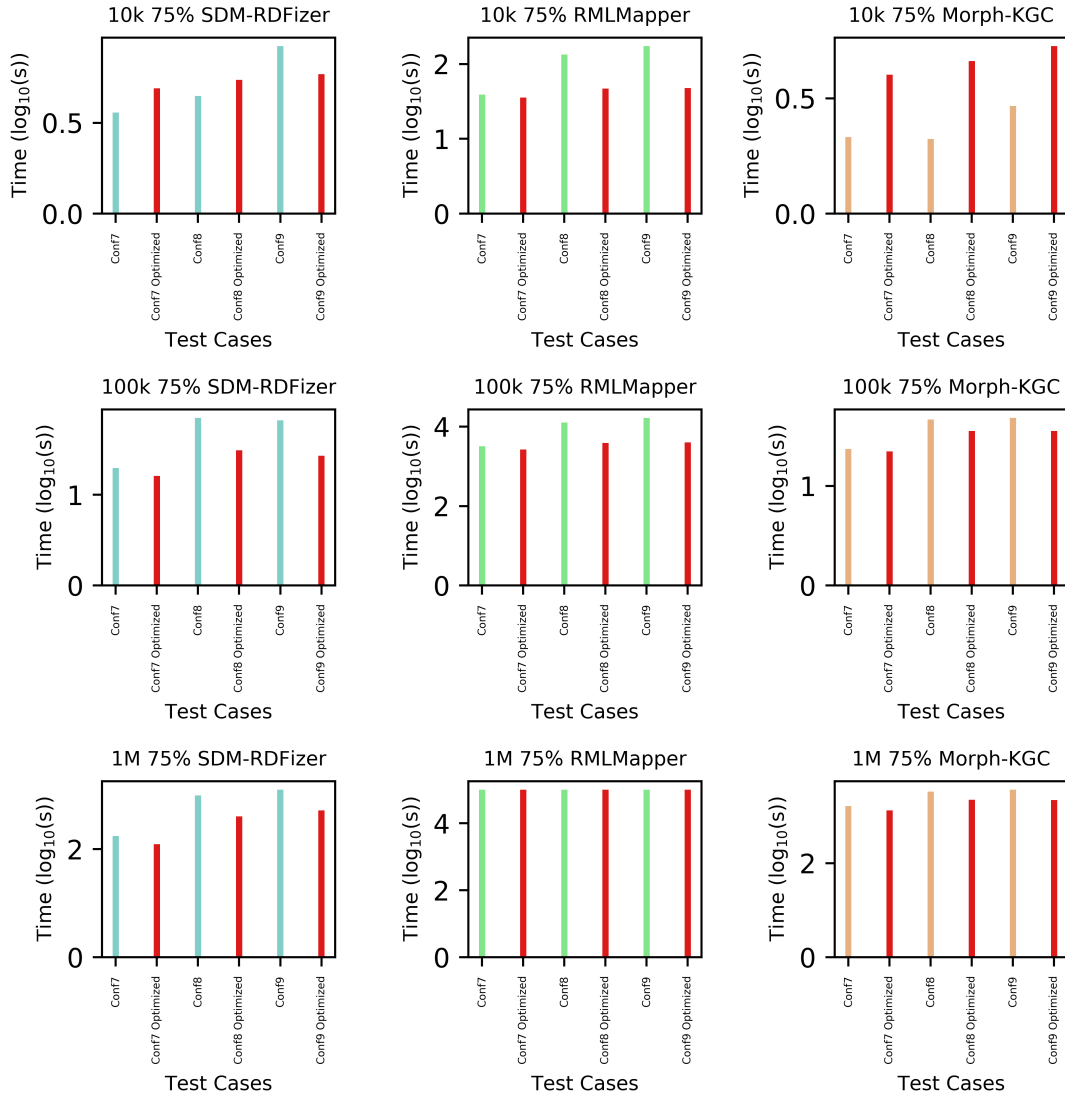 10k 75% SDM-RDFizer
Time (log10(s))
0.5
0.0
Conf7
Conf7 Optimized
Conf8
Conf8 Optimized
Conf9
Conf9 Optimized
Test Cases
10k 75% RMLMapper
Time (log10(s))
2
1
0
Conf7
Conf7 Optimized
Conf8
Conf8 Optimized
Conf9
Conf9 Optimized
Test Cases
10k 75% Morph-KGC
Time (log10(s))
0.5
0.0
Conf7
Conf7 Optimized
Conf8
Conf8 Optimized
Conf9
Conf9 Optimized
Test Cases
100k 75% SDM-RDFizer
Time (log10(s))
1
0
Conf7
Conf7 Optimized
Conf8
Conf8 Optimized
Conf9
Conf9 Optimized
Test Cases
100k 75% RMLMapper
Time (log10(s))
4
2
0
Conf7
Conf7 Optimized
Conf8
Conf8 Optimized
Conf9
Conf9 Optimized
Test Cases
100k 75% Morph-KGC
Time (log10(s))
1
0
Conf7
Conf7 Optimized
Conf8
Conf8 Optimized
Conf9
Conf9 Optimized
Test Cases
1M 75% SDM-RDFizer
Time (log10(s))
2
0
Conf7
Conf7 Optimized
Conf8
Conf8 Optimized
Conf9
Conf9 Optimized
Test Cases
1M 75% RMLMapper
Time (log10(s))
4
2
0
Conf7
Conf7 Optimized
Conf8
Conf8 Optimized
Conf9
Conf9 Optimized
Test Cases
1M 75% Morph-KGC
Time (log10(s))
2
0
Conf7
Conf7 Optimized
Conf8
Conf8 Optimized
Conf9
Conf9 Optimized
Test Cases